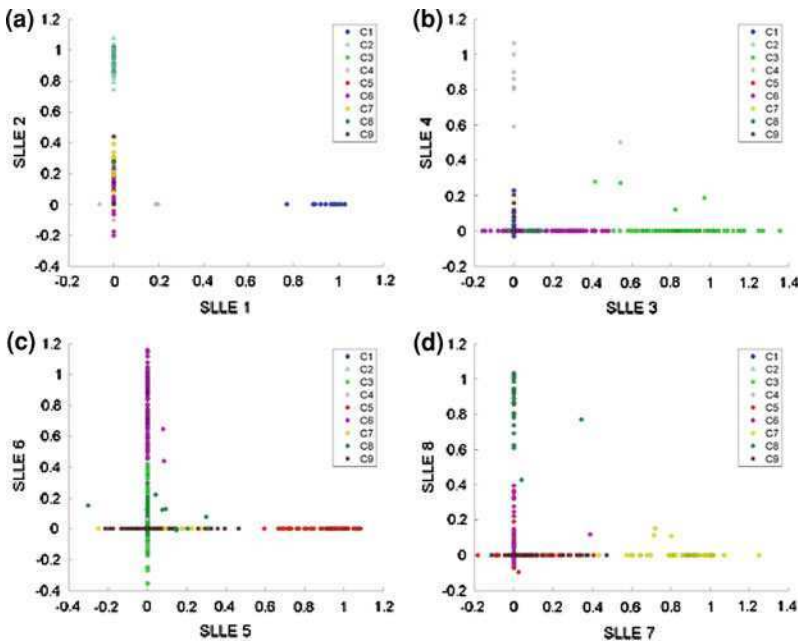 (a)
1.2
1
0.8
0.6
0.4
0.2
0
-0.2
-0.4
SLLE 2
-0.2 0 0.2 0.4 0.6 0.8 1 1.2
SLLE 1
C1
C2
C3
C4
C5
C6
C7
C8
C9
(b)
1.2
1
0.8
0.6
0.4
0.2
0
-0.2
SLLE 4
-0.2 0 0.2 0.4 0.6 0.8 1 1.2 1.4
SLLE 3
C1
C2
C3
C4
C5
C6
C7
C8
C9
(c)
1.2
1
0.8
0.6
0.4
0.2
0
-0.2
-0.4
SLLE 6
-0.4 -0.2 0 0.2 0.4 0.6 0.8 1 1.2
SLLE 5
C1
C2
C3
C4
C5
C6
C7
C8
C9
(d)
1.2
1
0.8
0.6
0.4
0.2
0
-0.2
SLLE 8
-0.2 0 0.2 0.4 0.6 0.8 1 1.2 1.4
SLLE 7
C1
C2
C3
C4
C5
C6
C7
C8
C9